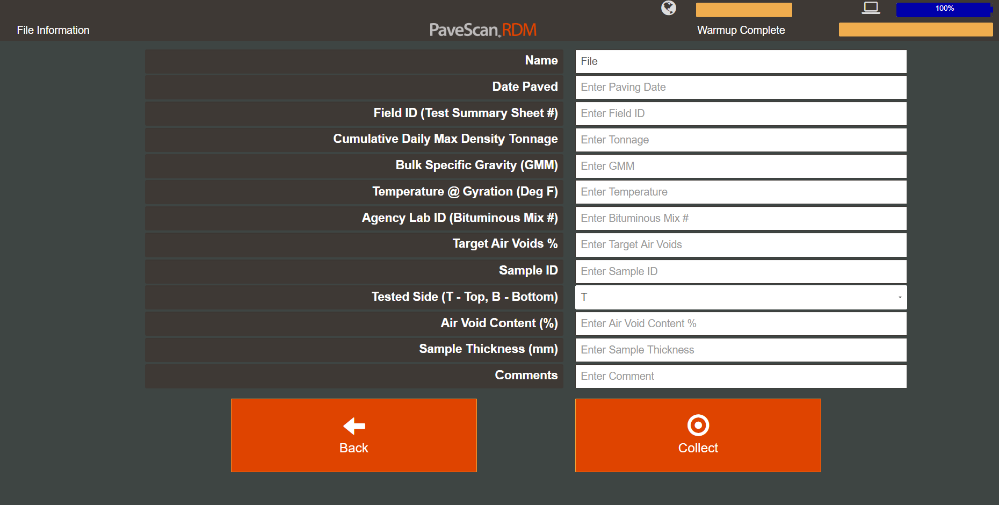 100%
File Information
PaveScan.RDM
Warmup Complete
Name
File
Date Paved
Enter Paving Date
Field ID (Test Summary Sheet #)
Enter Field ID
Cumulative Daily Max Density Tonnage
Enter Tonnage
Bulk Specific Gravity (GMM)
Enter GMM
Temperature @ Gyration (Deg F)
Enter Temperature
Agency Lab ID (Bituminous Mix #)
Enter Bituminous Mix #
Target Air Voids %
Enter Target Air Voids
Sample ID
Enter Sample ID
Tested Side (T - Top, B - Bottom)
T
Air Void Content (%)
Enter Air Void Content %
Sample Thickness (mm)
Enter Sample Thickness
Comments
Enter Comment
Back
Collect